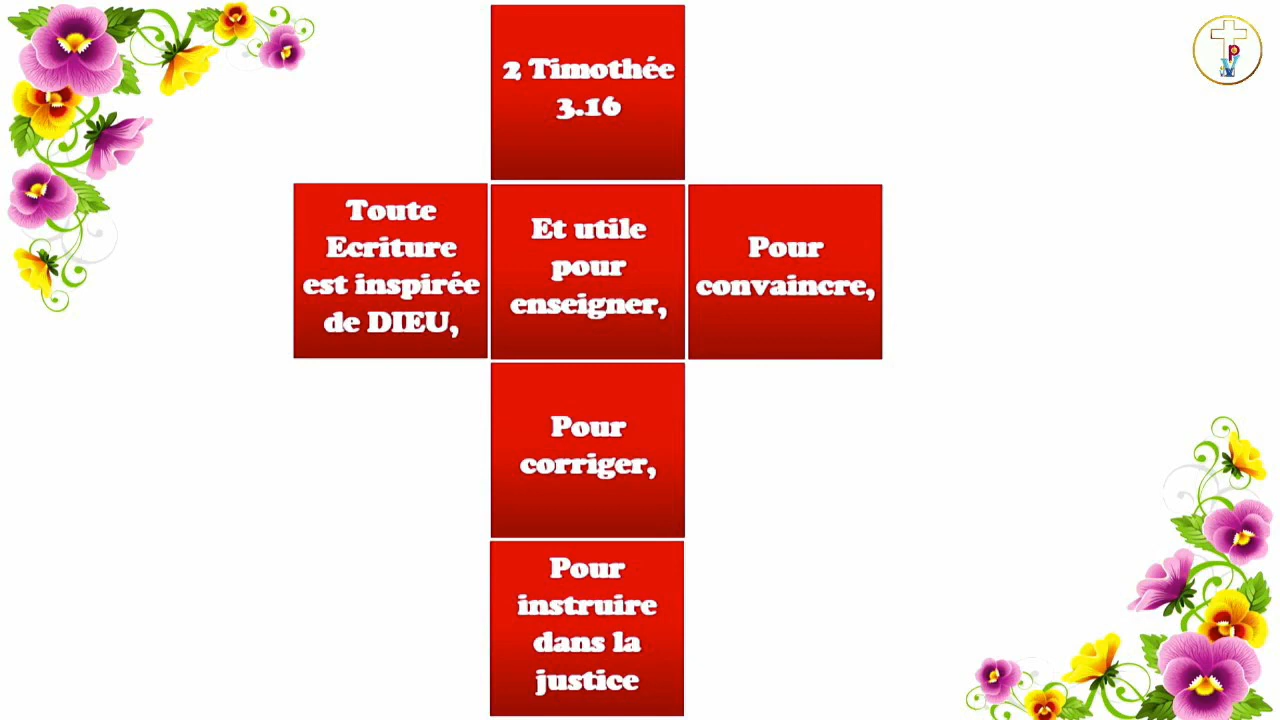 2 Timothée
3.16
Toute
Ecriture
est inspirée
de DIEU,
Et utile
pour
enseigner,
Pour
convaincre,
Pour
corriger,
Pour
instruire
dans la
justice